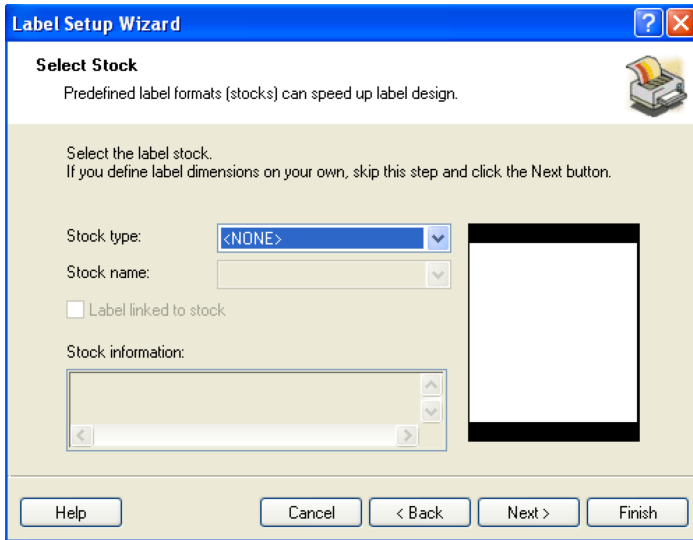 Label Setup Wizard
Select Stock
Predefined label formats (stocks) can speed up label design.
Select the label stock.
If you define label dimensions on your own, skip this step and click the Next button.
Stock type: <NONE>
Stock name:
Label linked to stock
Stock information:
Help Cancel < Back Next > Finish